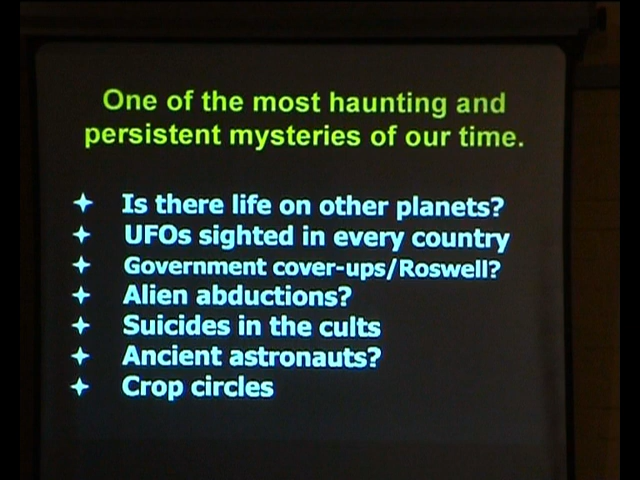 One of the most haunting and
persistent mysteries of our time.
Is there life on other planets?
UFOs sighted in every country
Government cover-ups/Roswell?
Alien abductions?
Suicides in the cults
Ancient astronauts?
Crop circles